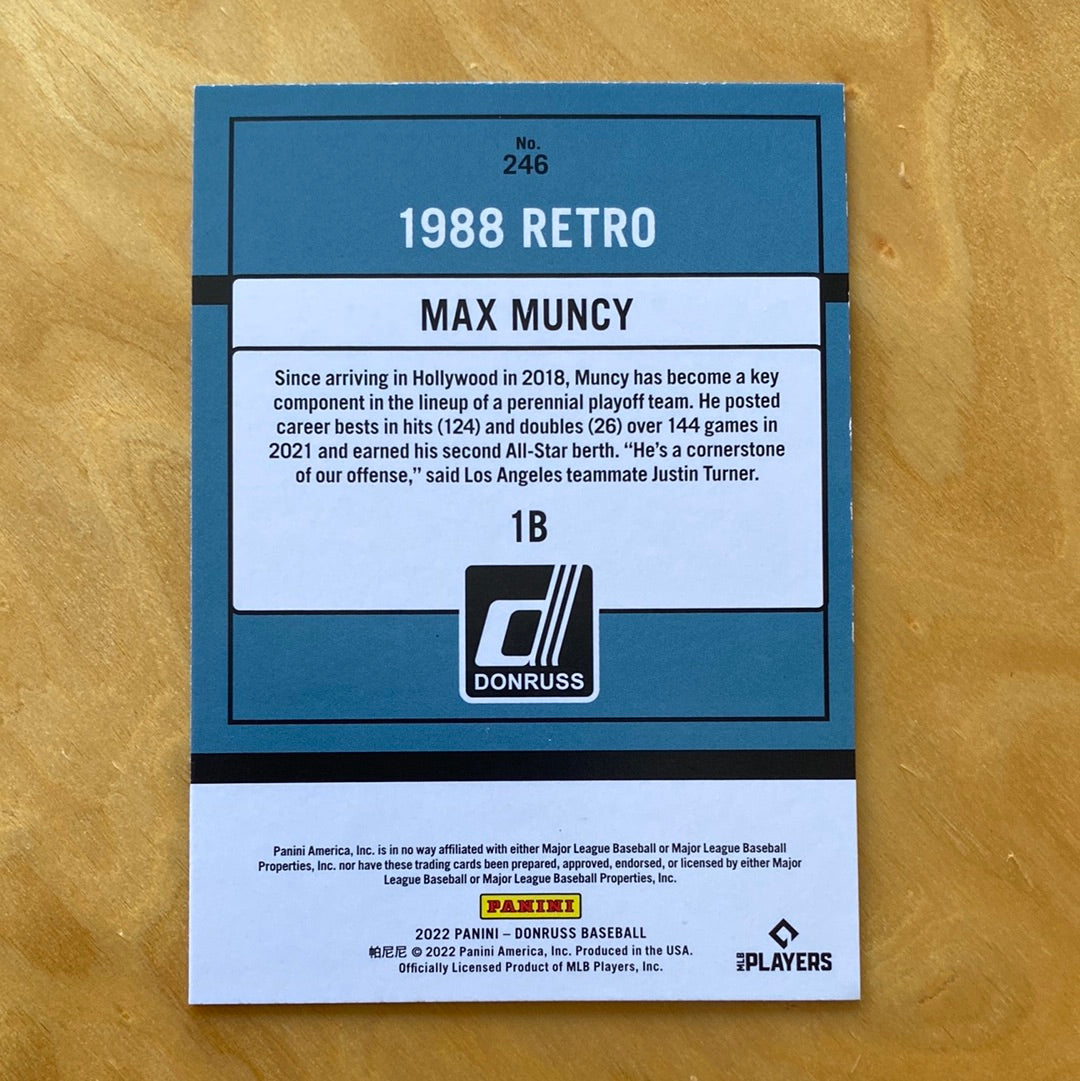 No.
246
1988 RETRO
MAX MUNCY
Since arriving in Hollywood in 2018, Muncy has become a key
component in the lineup of a perennial playoff team. He posted
career bests in hits (124) and doubles (26) over 144 games in
2021 and earned his second All-Star berth. “He’s a cornerstone
of our offense,” said Los Angeles teammate Justin Turner.
1B
d
DONRUSS
Panini America, Inc. is in no way affiliated with either Major League Baseball or Major League Baseball
Properties, Inc. nor have these trading cards been prepared, approved, endorsed, or licensed by either Major
League Baseball or Major League Baseball Properties, Inc.
PANINI
2022 PANINI – DONRUSS BASEBALL
帕尼尼 © 2022 Panini America, Inc. Produced in the USA.
Officially Licensed Product of MLB Players, Inc.
MLB PLAYERS